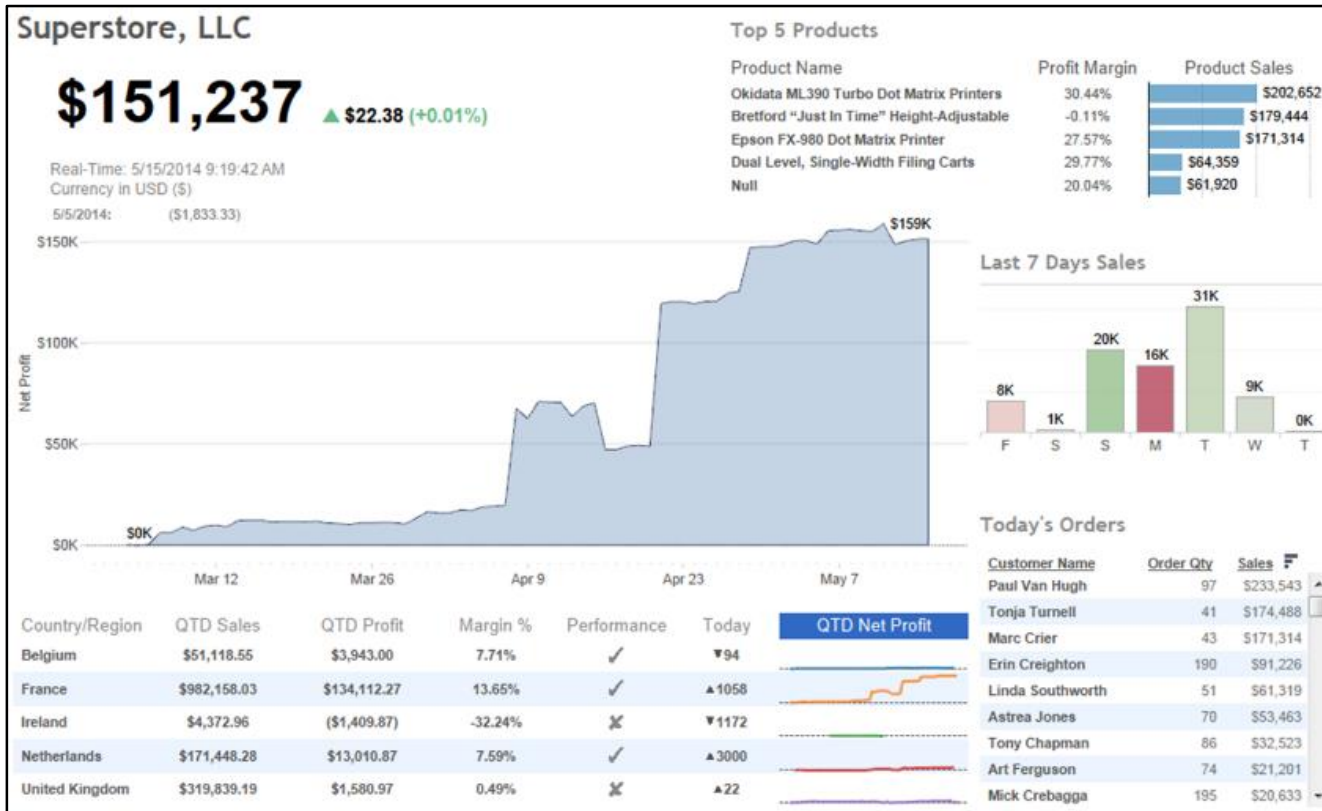 Superstore, LLC
$151,237 ▲ $22.38 (+0.01%)
Real-Time: 5/15/2014 9:19:42 AM
Currency in USD ($)
5/5/2014: ($1,833.33)
$159K
$150K
$100K
$50K
$0K
$0K
Net Profit
Mar 12 Mar 26 Apr 9 Apr 23 May 7
Top 5 Products
Product Name Profit Margin Product Sales
Okidata ML390 Turbo Dot Matrix Printers 30.44% $202,652
Bretford “Just In Time” Height-Adjustable -0.11% $179,444
Epson FX-980 Dot Matrix Printer 27.57% $171,314
Dual Level, Single-Width Filing Carts 29.77% $64,359
Null 20.04% $61,920
Last 7 Days Sales
8K 1K 20K 16K 31K 9K 0K
F S S M T W T
Country/Region QTD Sales QTD Profit Margin % Performance Today QTD Net Profit
Belgium $51,118.55 $3,943.00 7.71% ✓ ▼94
France $982,158.03 $134,112.27 13.65% ✓ ▲1058
Ireland $4,372.96 ($1,409.87) -32.24% ✘ ▼1172
Netherlands $171,448.28 $13,010.87 7.59% ✓ ▲3000
United Kingdom $319,839.19 $1,580.97 0.49% ✘ ▲22
Today's Orders
Customer Name Order Qty Sales
Paul Van Hugh 97 $233,543
Tonja Turnell 41 $174,488
Marc Crier 43 $171,314
Erin Creighton 190 $91,226
Linda Southworth 51 $61,319
Astrea Jones 70 $53,463
Tony Chapman 86 $32,523
Art Ferguson 74 $21,201
Mick Crebagga 195 $20,633